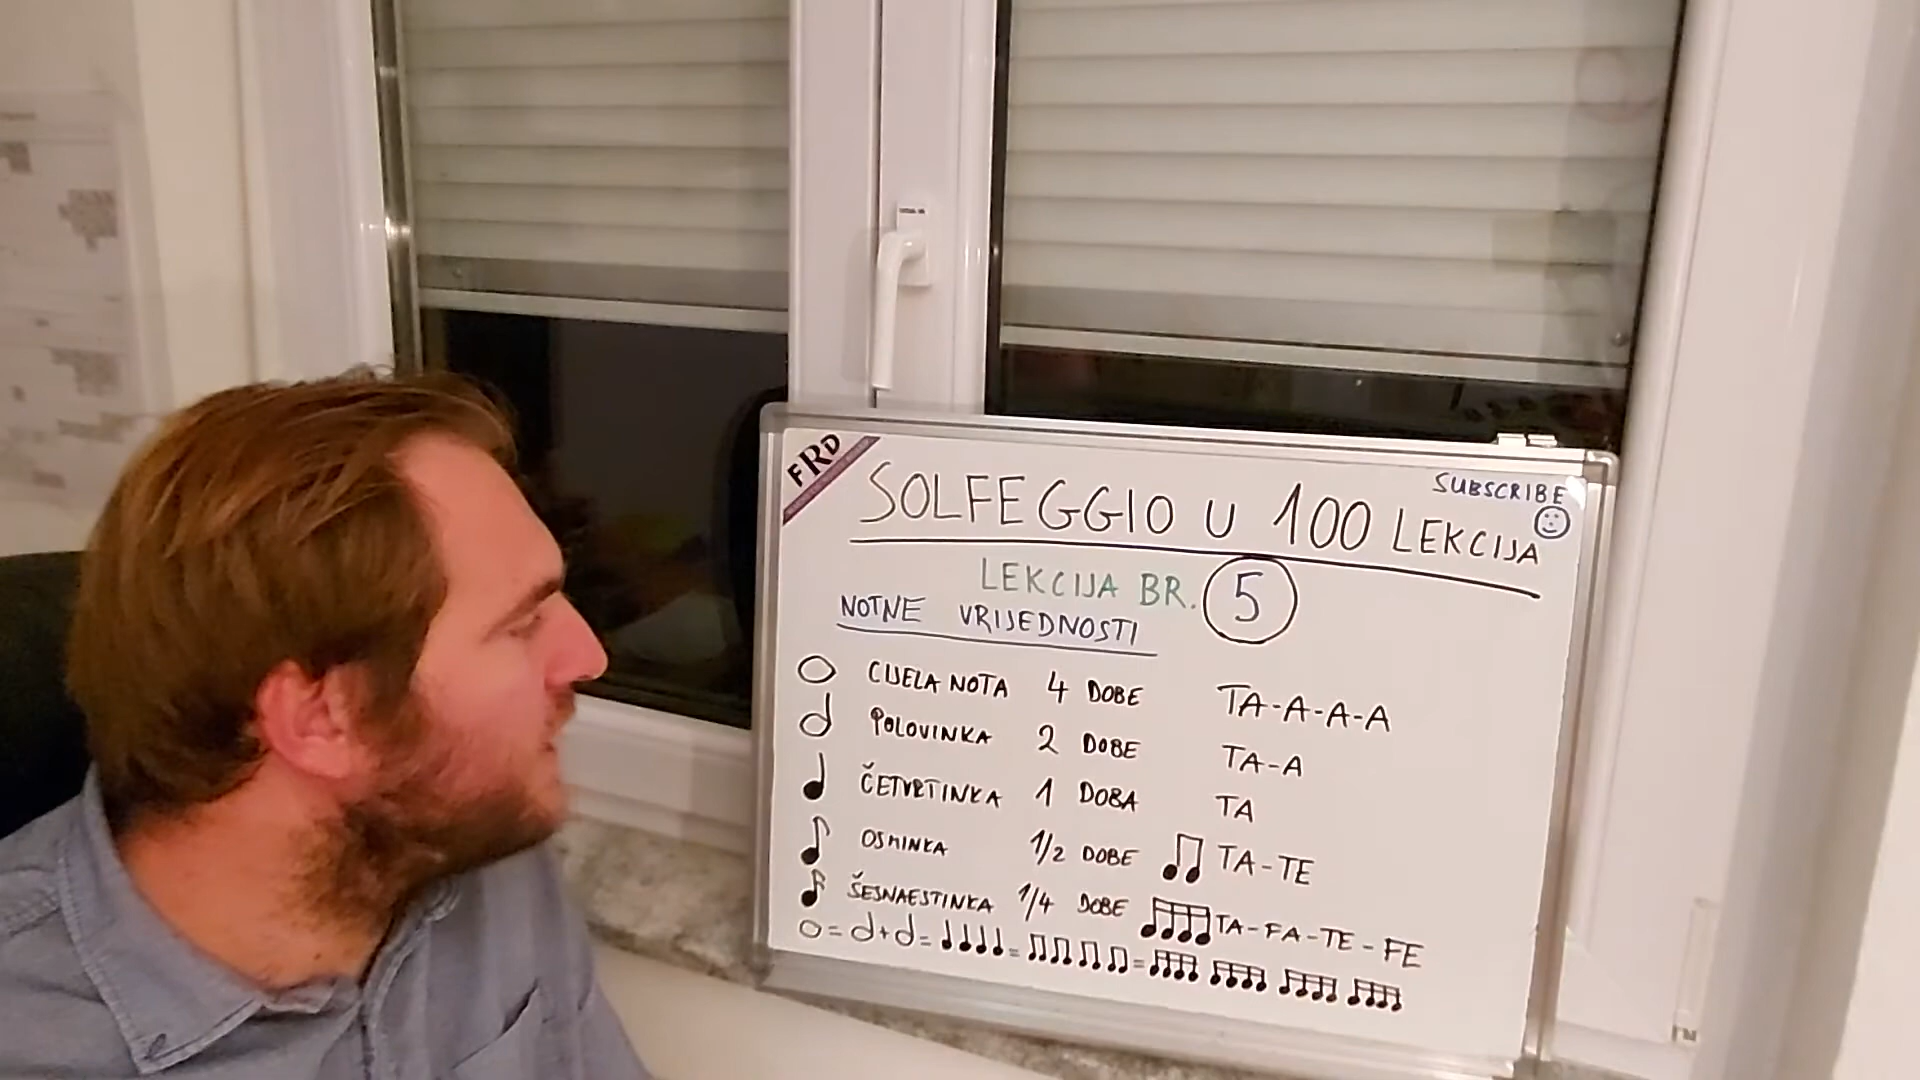 FRD
SUBSCRIBE
SOLFEGGIO U 100 LEKCIJA
LEKCIJA BR. 5
NOTNE VRIJEDNOSTI
CIJELA NOTA 4 DOBE TA-A-A-A
POLOVINKA 2 DOBE TA-A
ČETVRTINKA 1 DOBA TA
OSMINKA 1/2 DOBE TA-TE
ŠESNAESTINKA 1/4 DOBE TA-FA-TE-FE